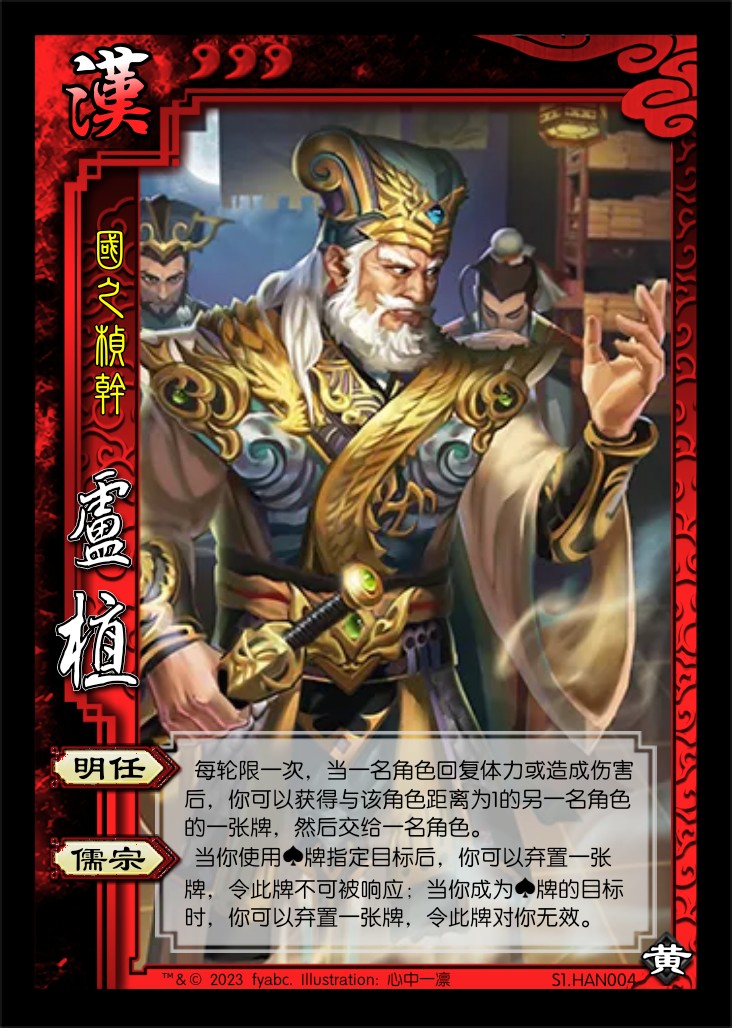 漢
國之楨幹
盧植
明任
每轮限一次，当一名角色回复体力或造成伤害
后，你可以获得与该角色距离为1的另一名角色
的一张牌，然后交给一名角色。
儒宗
当你使用♠牌指定目标后，你可以弃置一张
牌，令此牌不可被响应；当你成为♠牌的目标
时，你可以弃置一张牌，令此牌对你无效。
黄
™&© 2023 fyabc. Illustration: 心中一凛
S1.HAN004